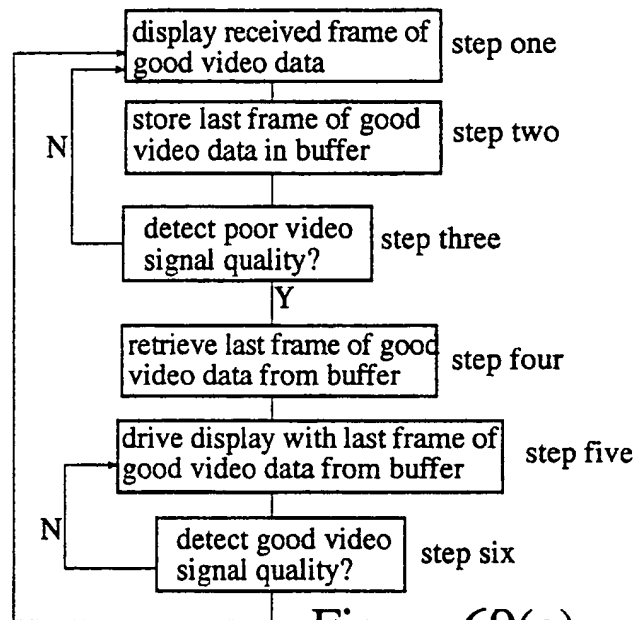 display received frame of
good video data
step one
store last frame of good
video data in buffer
step two
N
detect poor video
signal quality?
step three
Y
retrieve last frame of good
video data from buffer
step four
drive display with last frame of
good video data from buffer
step five
N
detect good video
signal quality?
step six